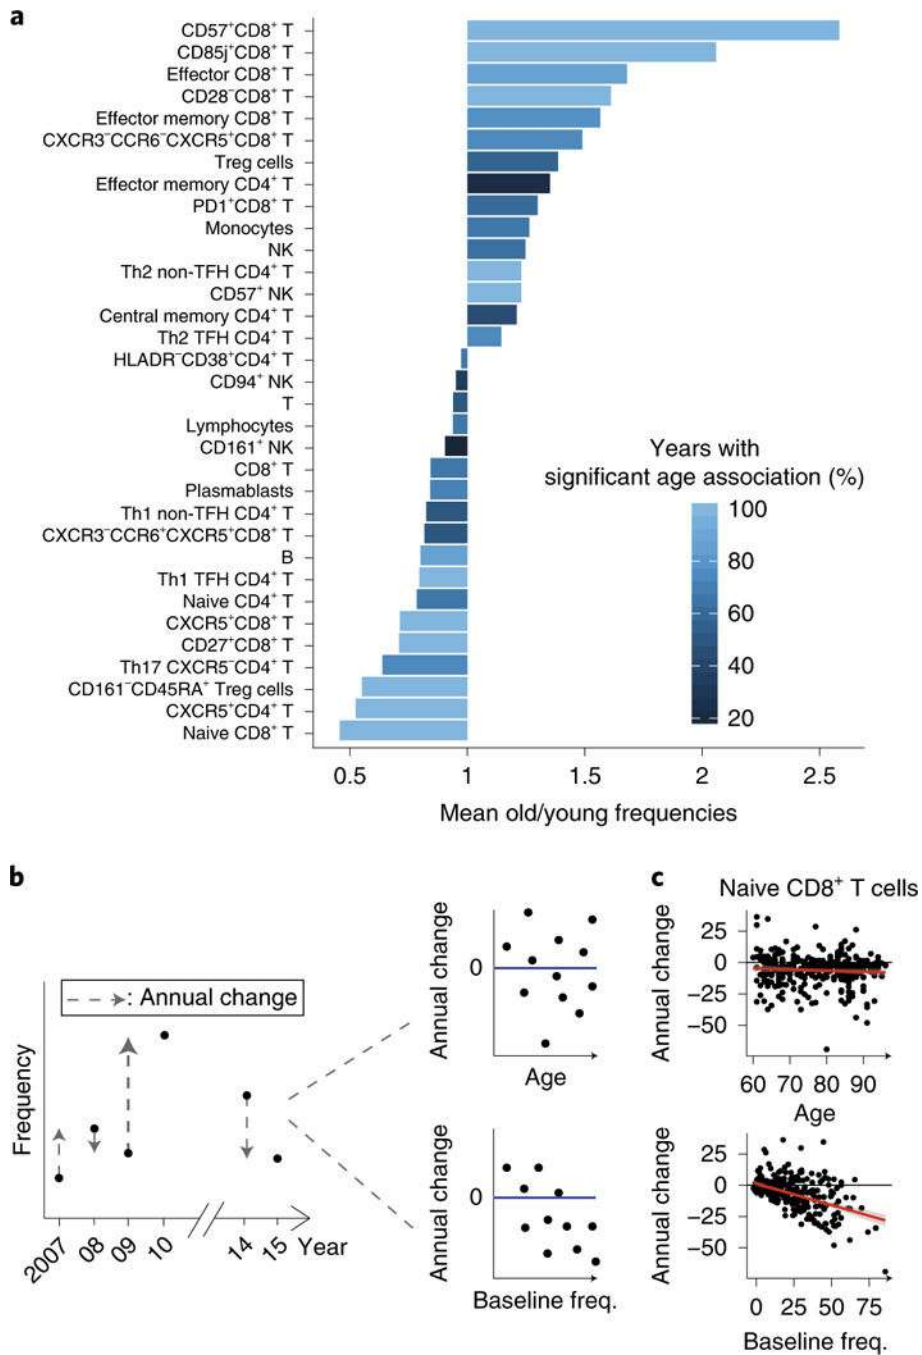 a
CD57⁺CD8⁺ T
CD85j⁺CD8⁺ T
Effector CD8⁺ T
CD28⁻CD8⁺ T
Effector memory CD8⁺ T
CXCR3⁻CCR6⁻CXCR5⁺CD8⁺ T
Treg cells
Effector memory CD4⁺ T
PD1⁺CD8⁺ T
Monocytes
NK
Th2 non-TFH CD4⁺ T
CD57⁺ NK
Central memory CD4⁺ T
Th2 TFH CD4⁺ T
HLADR⁻CD38⁺CD4⁺ T
CD94⁺ NK
T
Lymphocytes
CD161⁺ NK
CD8⁺ T
Plasmablasts
Th1 non-TFH CD4⁺ T
CXCR3⁻CCR6⁺CXCR5⁺CD8⁺ T
B
Th1 TFH CD4⁺ T
Naive CD4⁺ T
CXCR5⁺CD8⁺ T
CD27⁺CD8⁺ T
Th17 CXCR5⁻CD4⁺ T
CD161⁻CD45RA⁺ Treg cells
CXCR5⁺CD4⁺ T
Naive CD8⁺ T
0.5 1 1.5 2 2.5
Mean old/young frequencies
Years with
significant age association (%)
100
80
60
40
20
b
: Annual change
Frequency
2007 08 09 10 14 15 Year
Annual change
0
Age
Annual change
0
Baseline freq.
c
Naive CD8⁺ T cells
Annual change
25
0
−25
−50
60 70 80 90
Age
Annual change
25
0
−25
−50
0 25 50 75
Baseline freq.